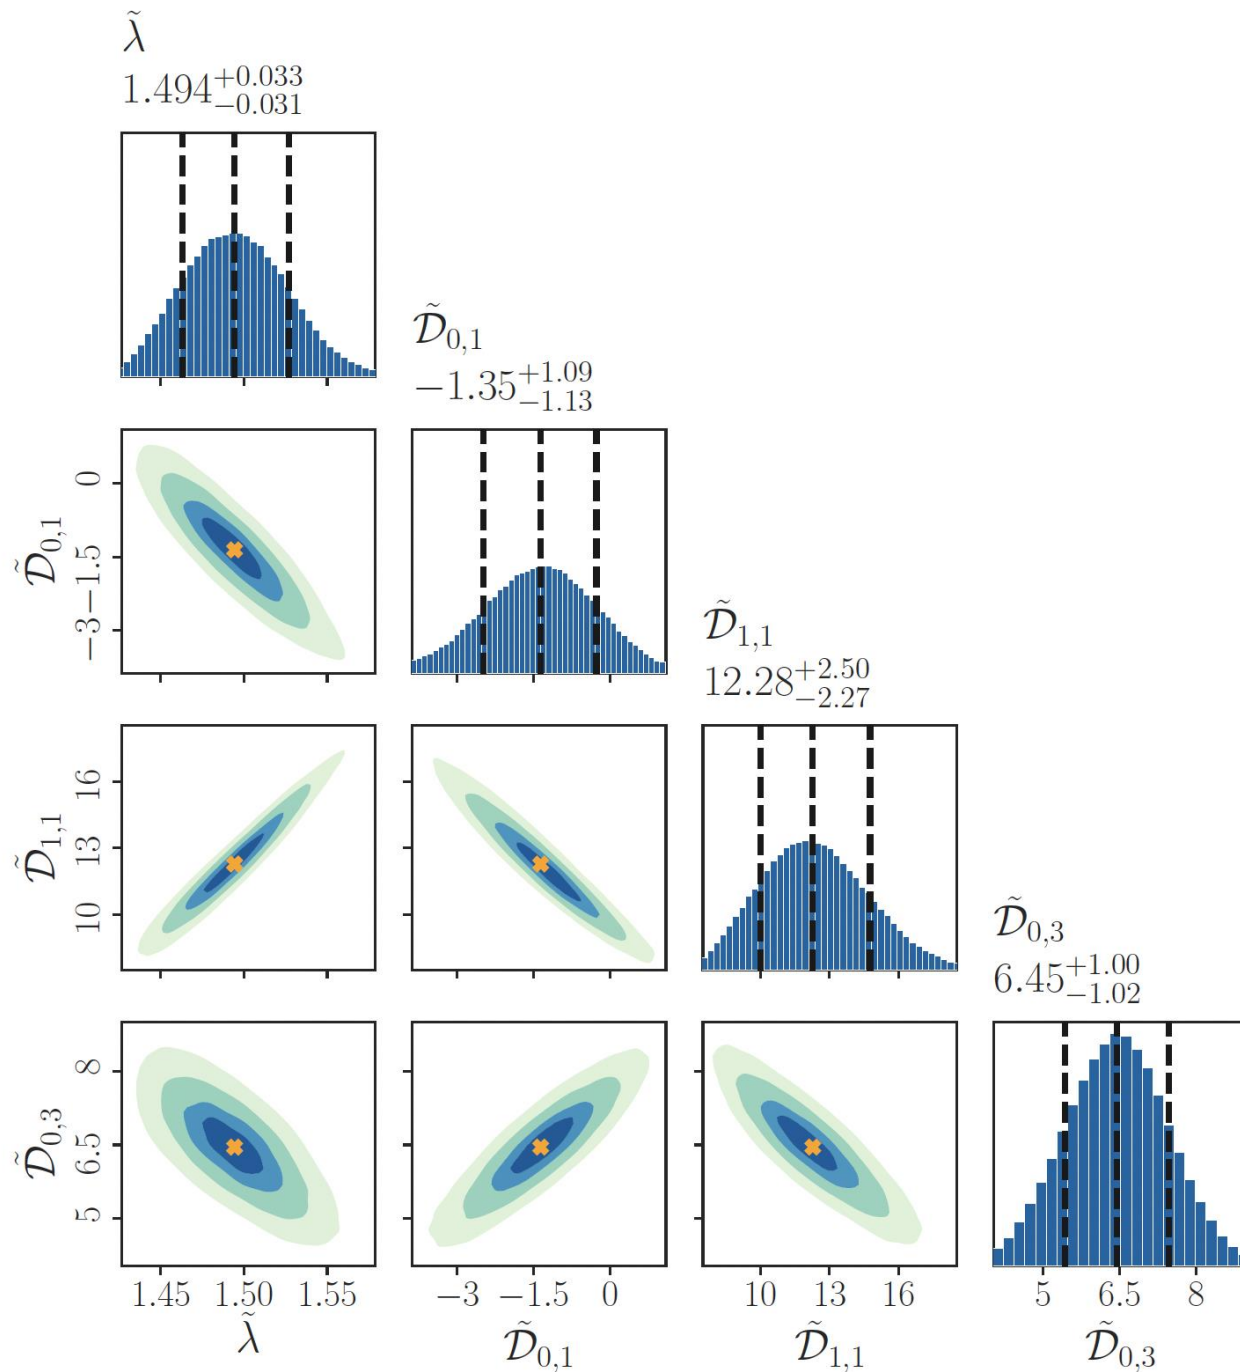 λ̃
1.494+0.033−0.031
D̃0,1
−1.35+1.09−1.13
D̃1,1
12.28+2.50−2.27
D̃0,3
6.45+1.00−1.02
D̃0,1
0
−1.5
−3
D̃1,1
16
13
10
D̃0,3
8
6.5
5
1.45 1.50 1.55
−3 −1.5 0
10 13 16
5 6.5 8
λ̃
D̃0,1
D̃1,1
D̃0,3